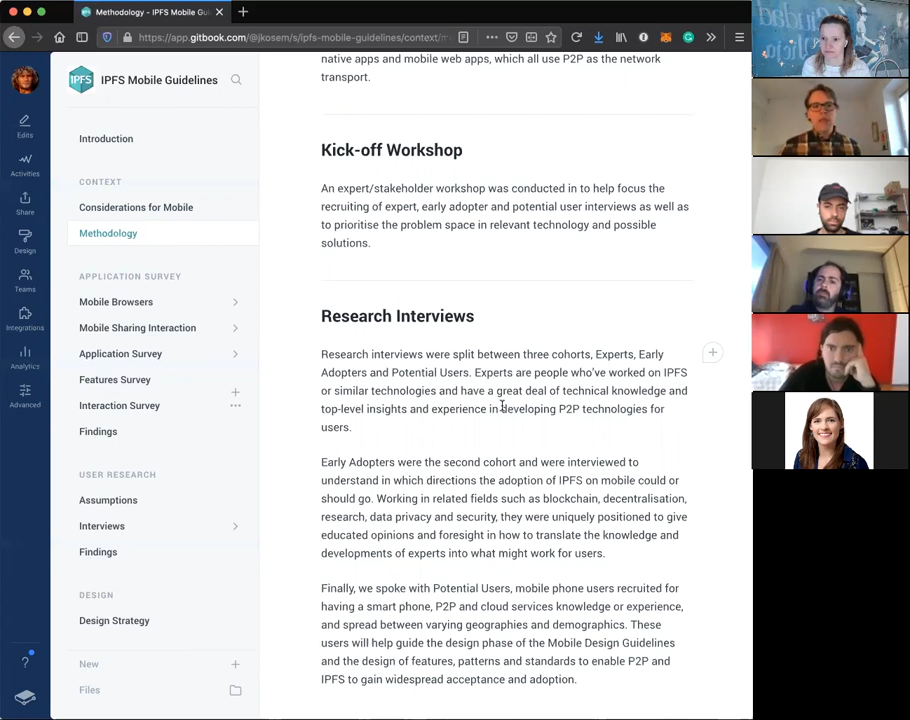 Methodology - IPFS Mobile Gui
https://app.gitbook.com/@jkosem/s/ipfs-mobile-guidelines/context/m
IPFS
IPFS Mobile Guidelines
Edits
Activities
Share
Design
Teams
Integrations
Analytics
Advanced
?
Introduction
CONTEXT
Considerations for Mobile
Methodology
APPLICATION SURVEY
Mobile Browsers
Mobile Sharing Interaction
Application Survey
Features Survey
Interaction Survey
Findings
USER RESEARCH
Assumptions
Interviews
Findings
DESIGN
Design Strategy
New
Files
native apps and mobile web apps, which all use P2P as the network
transport.
Kick-off Workshop
An expert/stakeholder workshop was conducted in to help focus the
recruiting of expert, early adopter and potential user interviews as well as
to prioritise the problem space in relevant technology and possible
solutions.
Research Interviews
Research interviews were split between three cohorts, Experts, Early
Adopters and Potential Users. Experts are people who've worked on IPFS
or similar technologies and have a great deal of technical knowledge and
top-level insights and experience in developing P2P technologies for
users.
Early Adopters were the second cohort and were interviewed to
understand in which directions the adoption of IPFS on mobile could or
should go. Working in related fields such as blockchain, decentralisation,
research, data privacy and security, they were uniquely positioned to give
educated opinions and foresight in how to translate the knowledge and
developments of experts into what might work for users.
Finally, we spoke with Potential Users, mobile phone users recruited for
having a smart phone, P2P and cloud services knowledge or experience,
and spread between varying geographies and demographics. These
users will help guide the design phase of the Mobile Design Guidelines
and the design of features, patterns and standards to enable P2P and
IPFS to gain widespread acceptance and adoption.